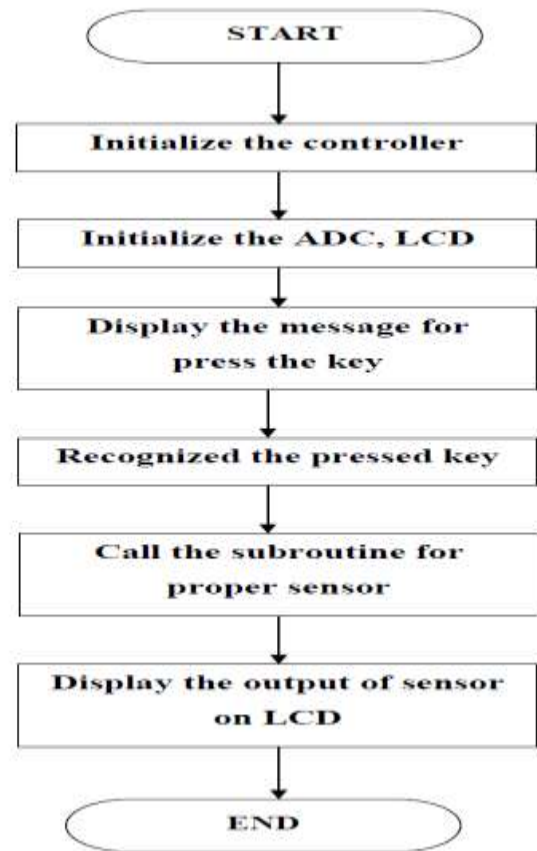 START
Initialize the controller
Initialize the ADC, LCD
Display the message for
press the key
Recognized the pressed key
Call the subroutine for
proper sensor
Display the output of sensor
on LCD
END